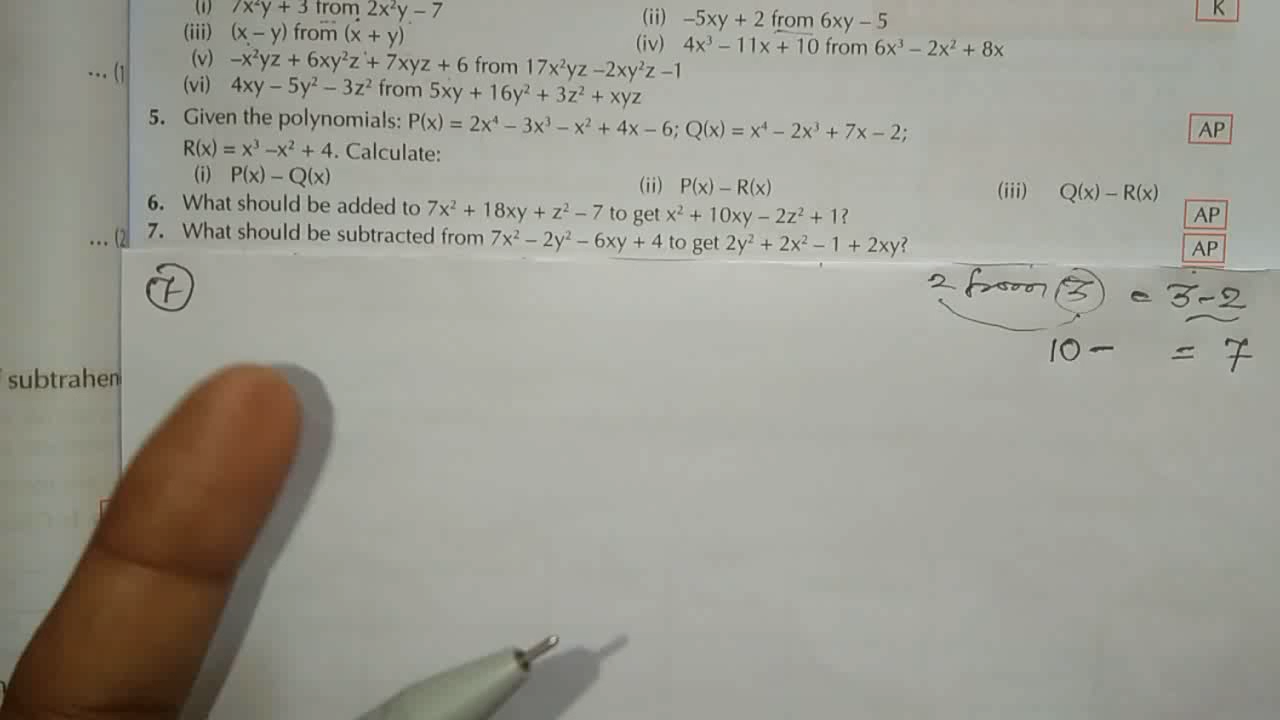 (i) 7x²y + 3 from 2x²y – 7
(ii) –5xy + 2 from 6xy – 5
K
(iii) (x – y) from (x + y)
(iv) 4x³ – 11x + 10 from 6x³ – 2x² + 8x
(v) –x²yz + 6xy²z + 7xyz + 6 from 17x²yz –2xy²z –1
... (1
(vi) 4xy – 5y² – 3z² from 5xy + 16y² + 3z² + xyz
5. Given the polynomials: P(x) = 2x⁴ – 3x³ – x² + 4x – 6; Q(x) = x⁴ – 2x³ + 7x – 2;
AP
R(x) = x³ –x² + 4. Calculate:
(i) P(x) – Q(x)
(ii) P(x) – R(x)
(iii) Q(x) – R(x)
6. What should be added to 7x² + 18xy + z² – 7 to get x² + 10xy – 2z² + 1?
AP
... (2
7. What should be subtracted from 7x² – 2y² – 6xy + 4 to get 2y² + 2x² – 1 + 2xy?
AP
7
2 from 3 = 3-2
10 - = 7
subtrahen